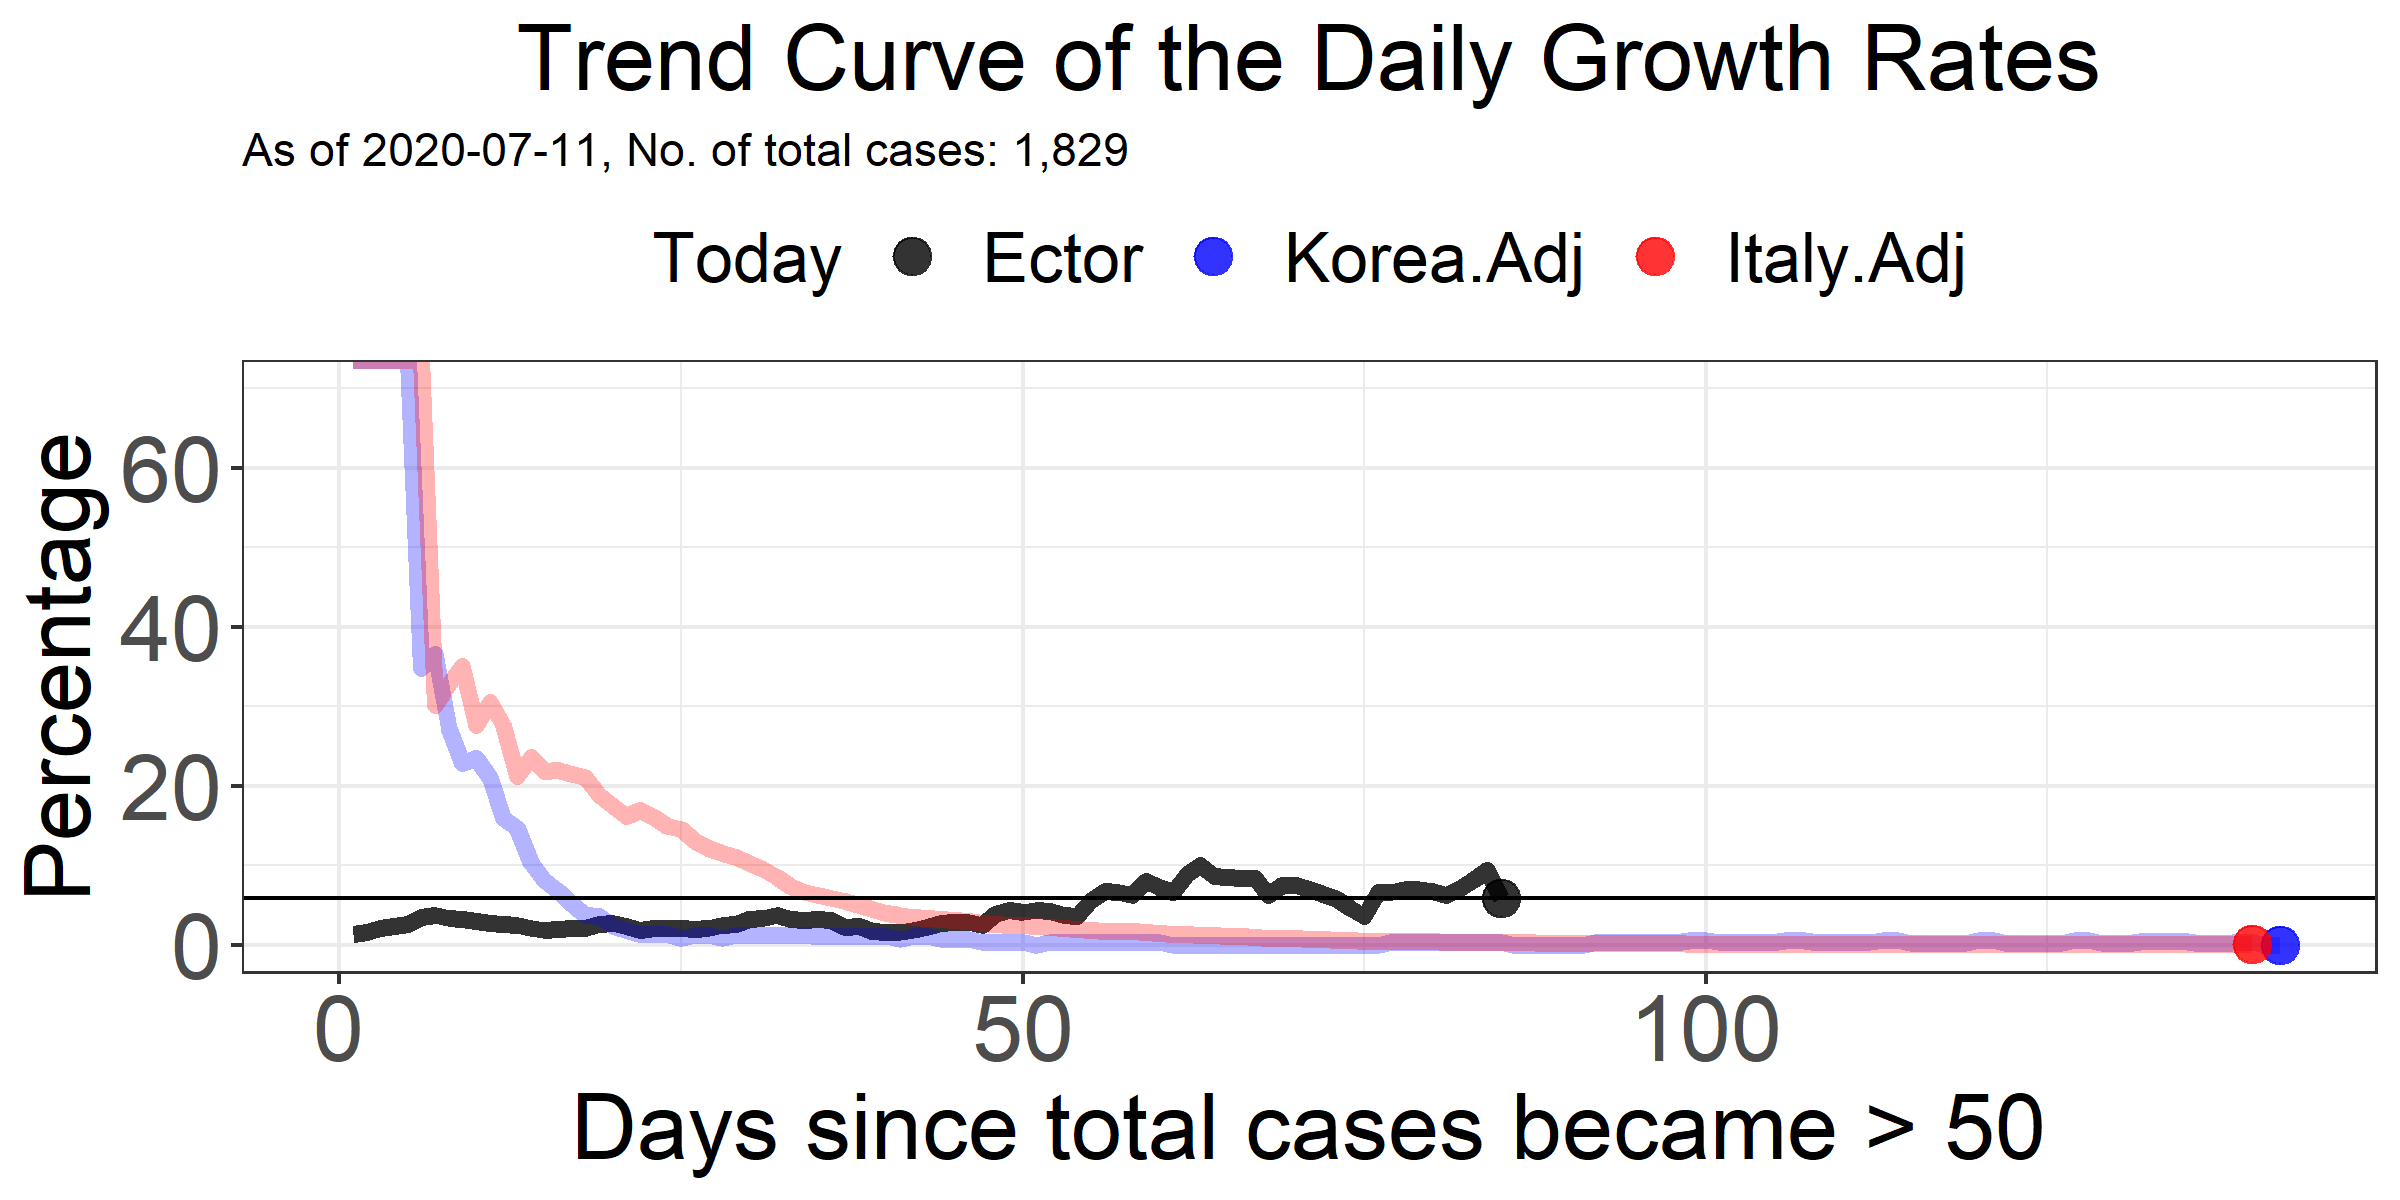 Trend Curve of the Daily Growth Rates
As of 2020-07-11, No. of total cases: 1,829
Today Ector Korea.Adj Italy.Adj
Percentage
60
40
20
0
0 50 100
Days since total cases became > 50